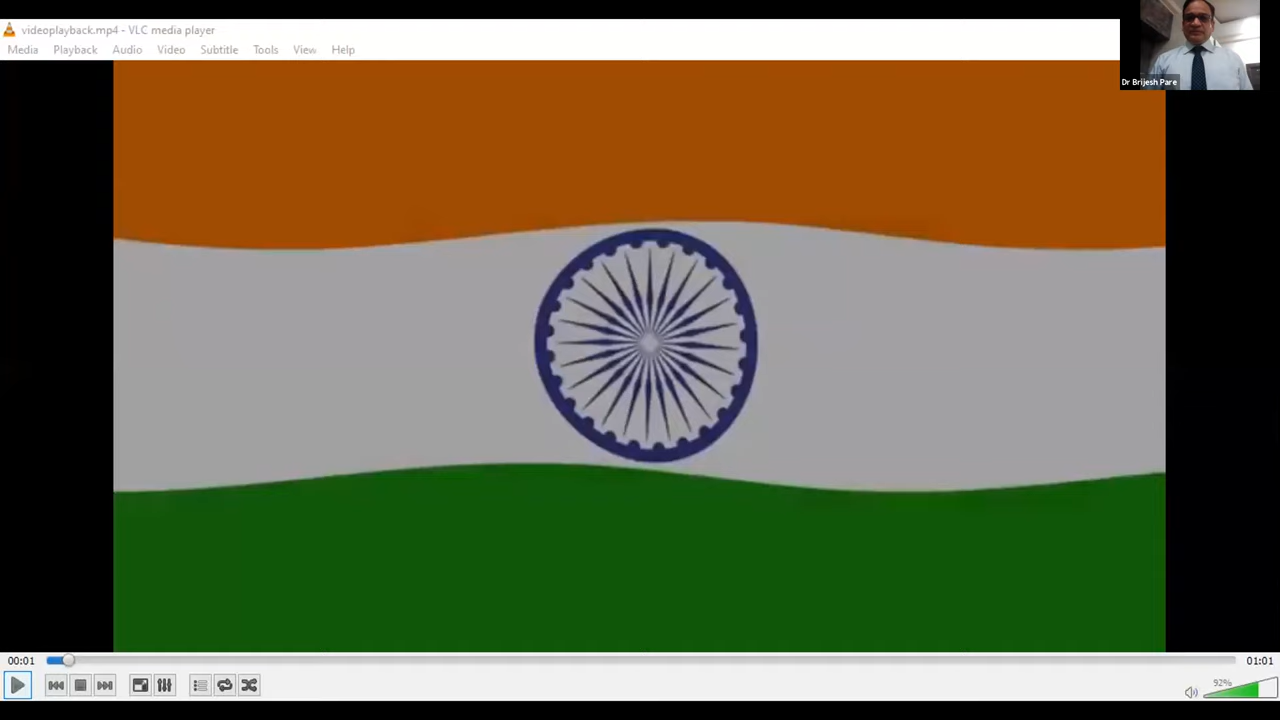 videoplayback.mp4 - VLC media player
Media Playback Audio Video Subtitle Tools View Help
Dr Brijesh Pare
00:01
01:01
92%